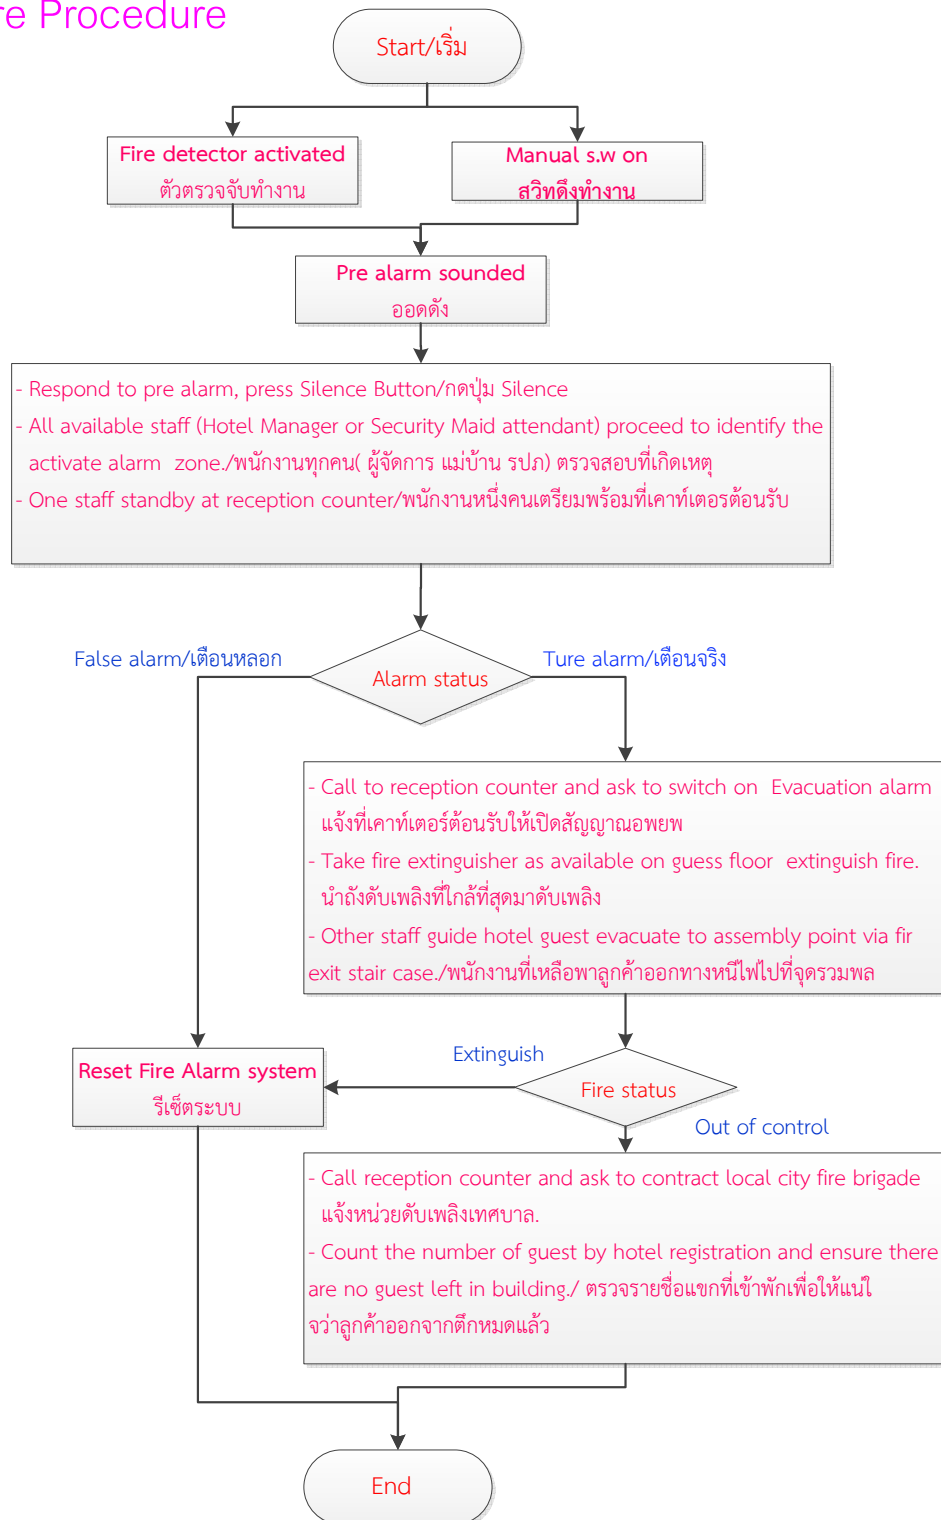 re Procedure
Start/เริ่ม
Fire detector activated
ตัวตรวจจับทำงาน
Manual s.w on
สวิทดึงทำงาน
Pre alarm sounded
ออดดัง
- Respond to pre alarm, press Silence Button/กดปุ่ม Silence
- All available staff (Hotel Manager or Security Maid attendant) proceed to identify the
activate alarm zone./พนักงานทุกคน( ผู้จัดการ แม่บ้าน รปภ) ตรวจสอบที่เกิดเหตุ
- One staff standby at reception counter/พนักงานหนึ่งคนเตรียมพร้อมที่เคาท์เตอรต้อนรับ
False alarm/เตือนหลอก
Ture alarm/เตือนจริง
Alarm status
- Call to reception counter and ask to switch on Evacuation alarm
แจ้งที่เคาท์เตอร์ต้อนรับให้เปิดสัญญาณอพยพ
- Take fire extinguisher as available on guess floor extinguish fire.
นำถังดับเพลิงที่ใกล้ที่สุดมาดับเพลิง
- Other staff guide hotel guest evacuate to assembly point via fir
exit stair case./พนักงานที่เหลือพาลูกค้าออกทางหนีไฟไปที่จุดรวมพล
Extinguish
Reset Fire Alarm system
รีเซ็ตระบบ
Fire status
Out of control
- Call reception counter and ask to contract local city fire brigade
แจ้งหน่วยดับเพลิงเทศบาล.
- Count the number of guest by hotel registration and ensure there
are no guest left in building./ ตรวจรายชื่อแขกที่เข้าพักเพื่อให้แน่ใ
จว่าลูกค้าออกจากตึกหมดแล้ว
End